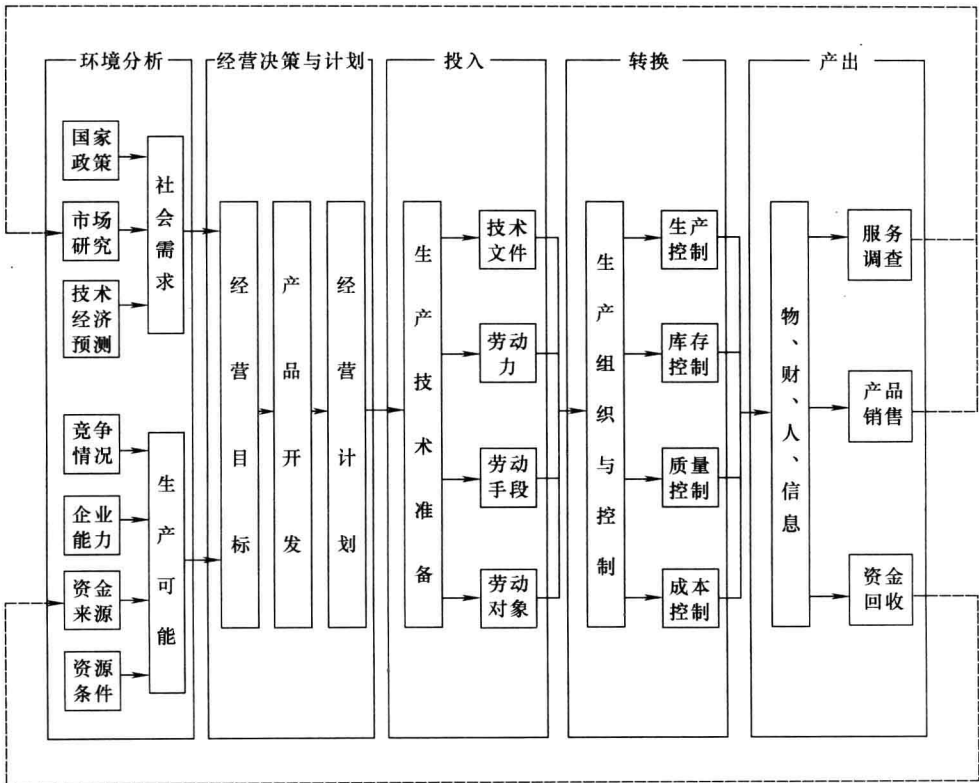 环境分析
国家
政策
市场
研究
技术
经济
预测
社会需求
竞争
情况
企业
能力
资金
来源
资源
条件
生产可能
经营决策与计划
经营目标
产品开发
经营计划
投入
生产技术准备
技术
文件
劳动
力
劳动
手段
劳动
对象
转换
生产组织与控制
生产
控制
库存
控制
质量
控制
成本
控制
产出
物、财、人、信息
服务
调查
产品
销售
资金
回收